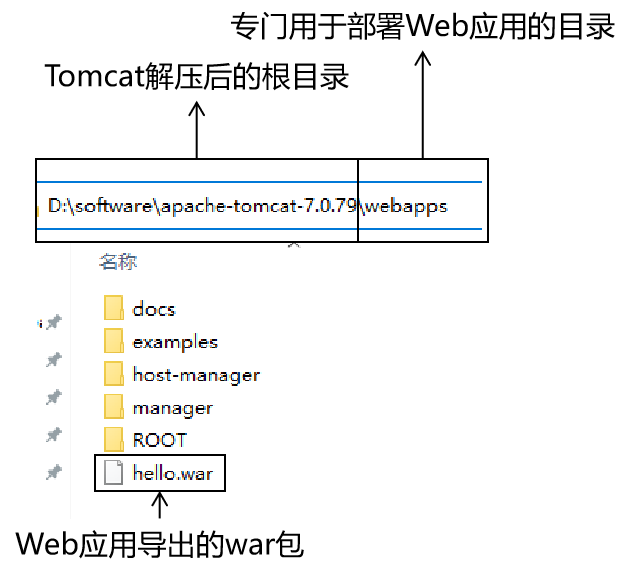 专门用于部署Web应用的目录
Tomcat解压后的根目录
D:\software\apache-tomcat-7.0.79\webapps
名称
docs
examples
host-manager
manager
ROOT
hello.war
Web应用导出的war包